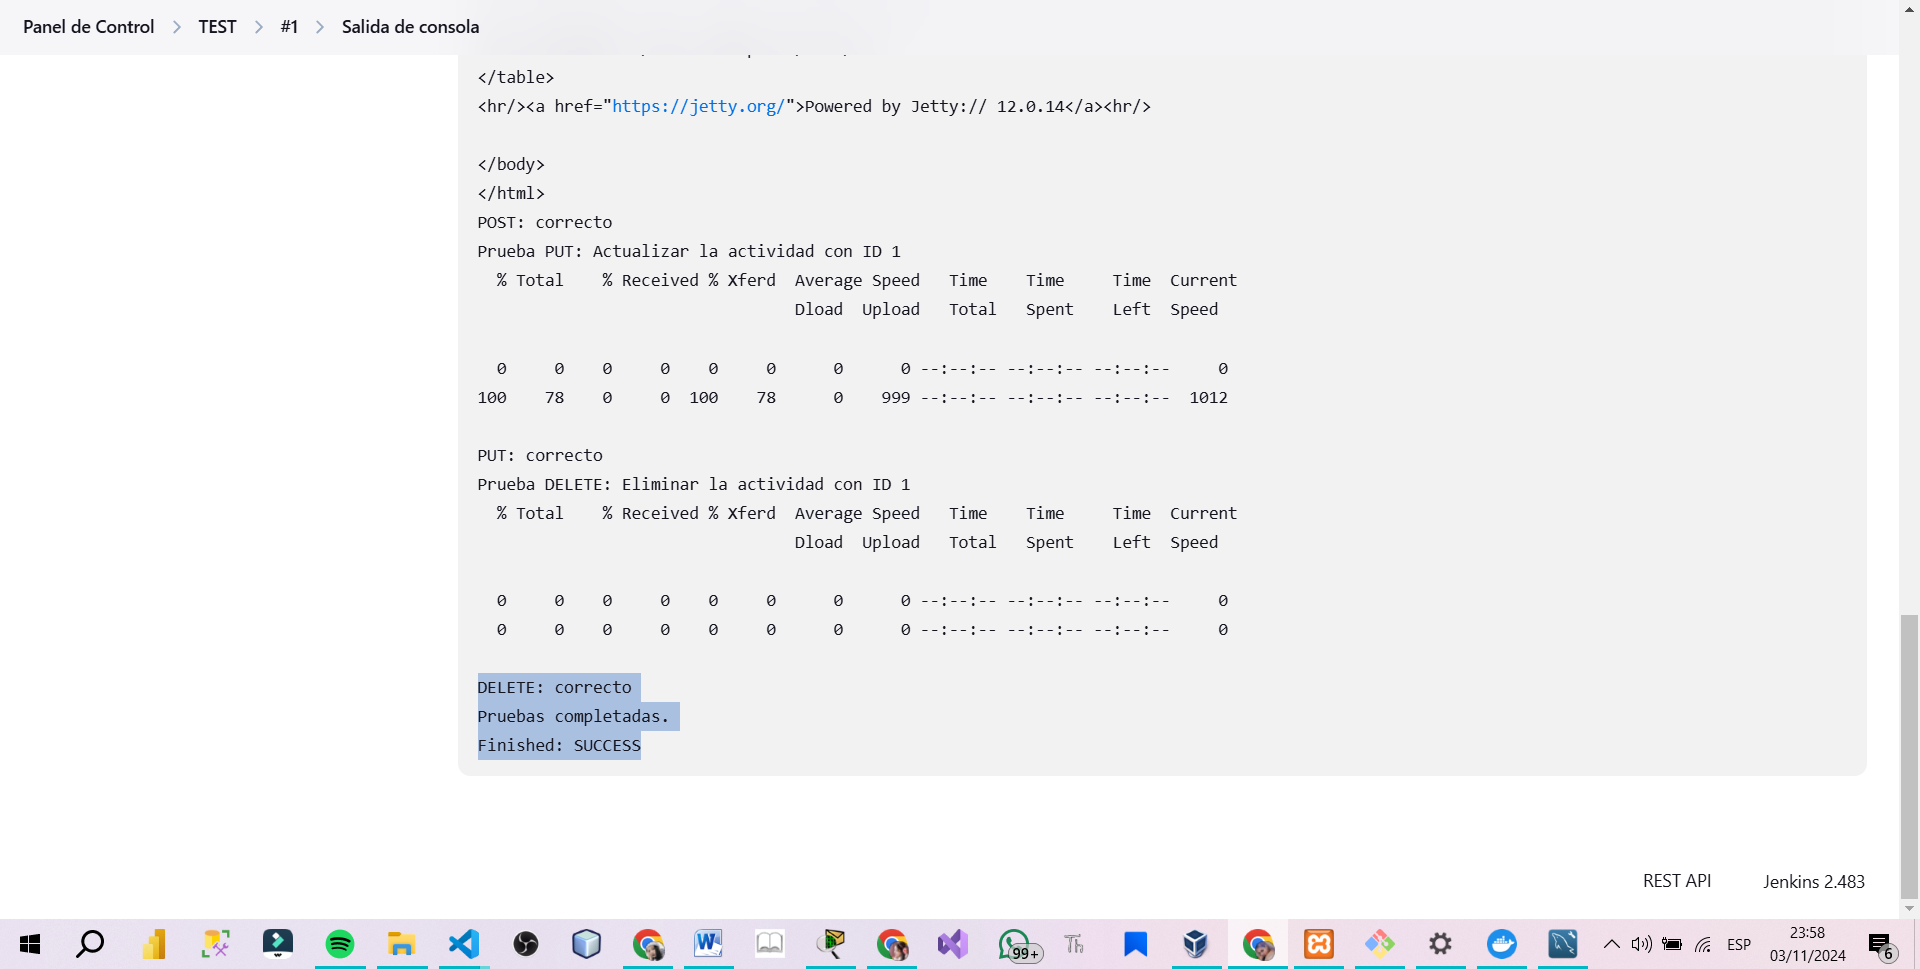 Panel de Control > TEST > #1 > Salida de consola
</table>
<hr/><a href="https://jetty.org/">Powered by Jetty:// 12.0.14</a><hr/>
</body>
</html>
POST: correcto
Prueba PUT: Actualizar la actividad con ID 1
  % Total    % Received % Xferd  Average Speed   Time    Time     Time  Current
                                 Dload  Upload   Total   Spent    Left  Speed
  0     0    0     0    0     0      0      0 --:--:-- --:--:-- --:--:--     0
100    78    0     0  100    78      0    999 --:--:-- --:--:-- --:--:--  1012
PUT: correcto
Prueba DELETE: Eliminar la actividad con ID 1
  % Total    % Received % Xferd  Average Speed   Time    Time     Time  Current
                                 Dload  Upload   Total   Spent    Left  Speed
  0     0    0     0    0     0      0      0 --:--:-- --:--:-- --:--:--     0
  0     0    0     0    0     0      0      0 --:--:-- --:--:-- --:--:--     0
DELETE: correcto
Pruebas completadas.
Finished: SUCCESS
REST API Jenkins 2.483
99+
Th
ESP
23:58
03/11/2024
6